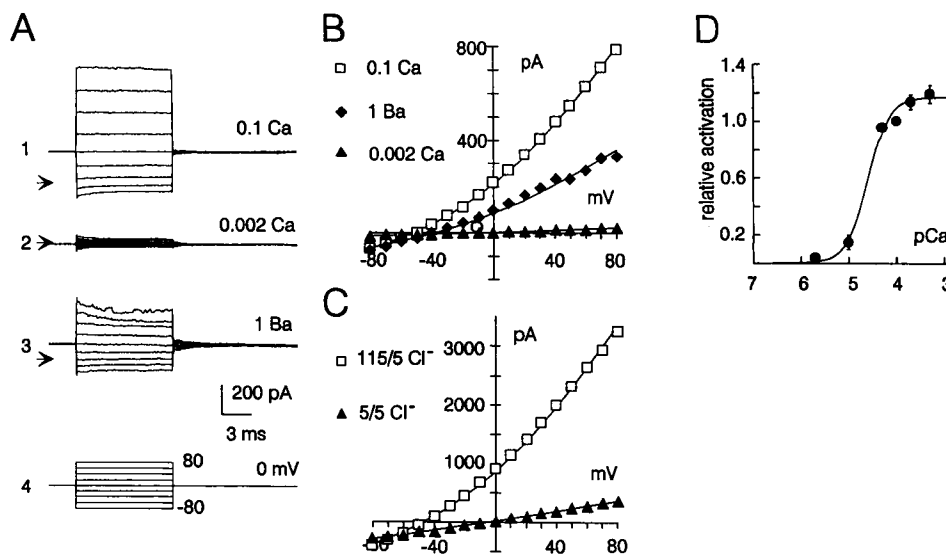 A
1
0.1 Ca
2
0.002 Ca
3
1 Ba
200 pA
3 ms
4
80
0 mV
-80
B
800
pA
0.1 Ca
1 Ba
400
0.002 Ca
mV
-80
-40
40
80
C
pA
3000
115/5 Cl⁻
2000
5/5 Cl⁻
1000
mV
-40
40
80
D
1.4
1.0
relative activation
0.6
0.2
pCa
7
6
5
4
3